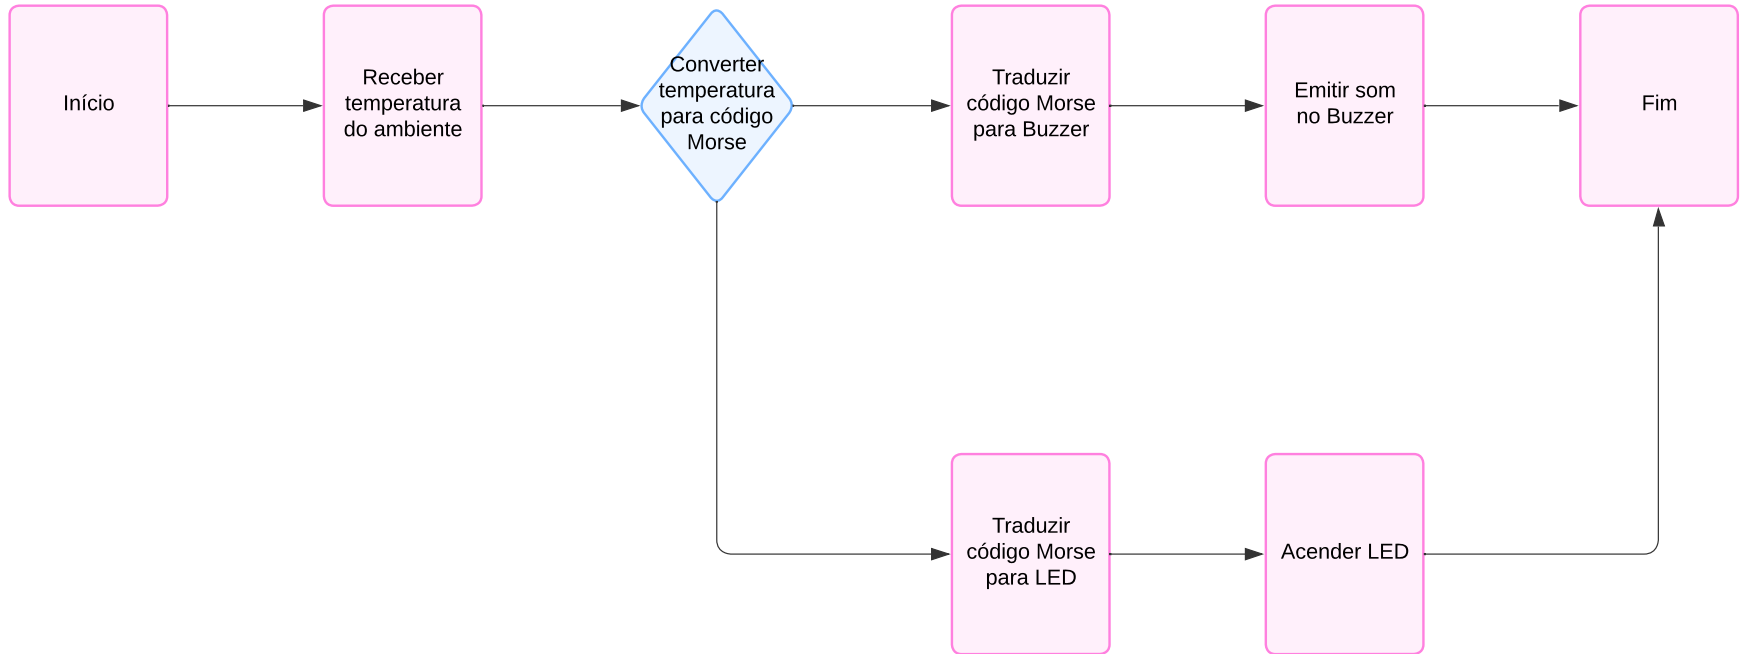 Início
Receber
temperatura
do ambiente
Converter
temperatura
para código
Morse
Traduzir
código Morse
para Buzzer
Emitir som
no Buzzer
Fim
Traduzir
código Morse
para LED
Acender LED